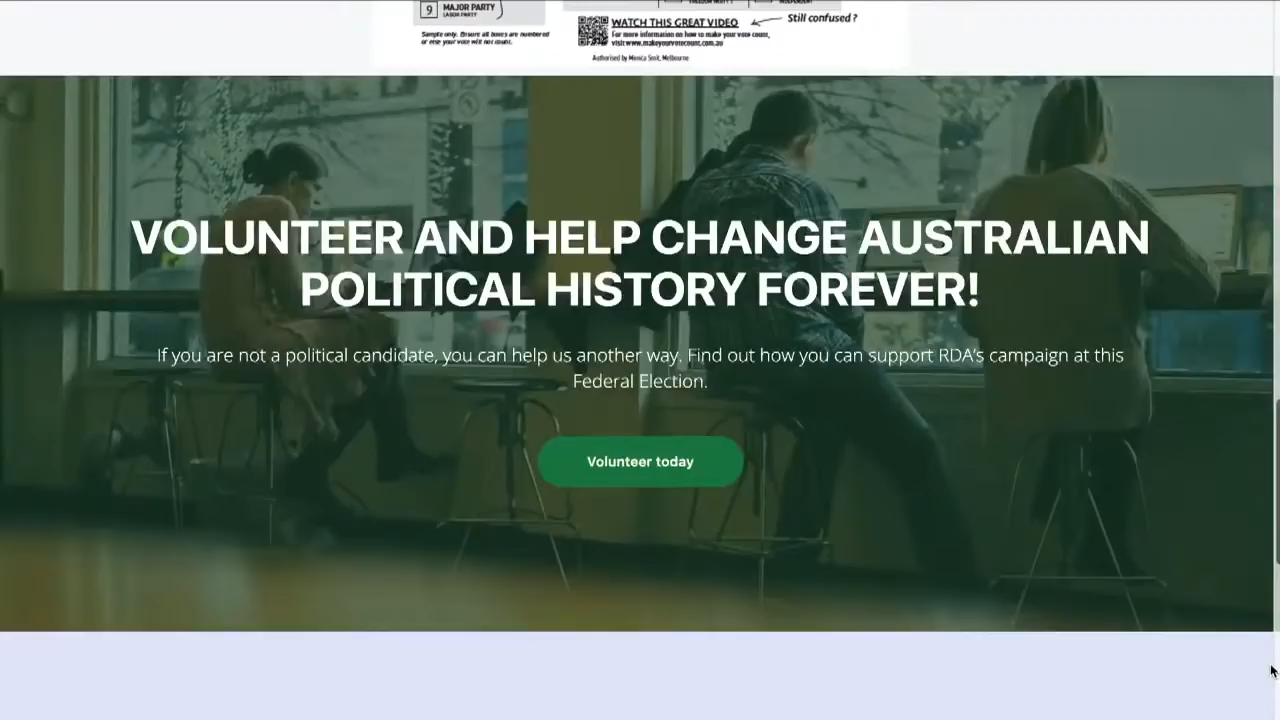 9 MAJOR PARTY
LABOR PARTY
INDEPENDENT
Sample only. Ensure all boxes are numbered
or else your vote will not count.
WATCH THIS GREAT VIDEO
Still confused?
For more information on how to make your vote count,
visit www.makeyourvotecount.com.au
Authorised by Monica Smit, Melbourne
VOLUNTEER AND HELP CHANGE AUSTRALIAN
POLITICAL HISTORY FOREVER!
If you are not a political candidate, you can help us another way. Find out how you can support RDA's campaign at this
Federal Election.
Volunteer today